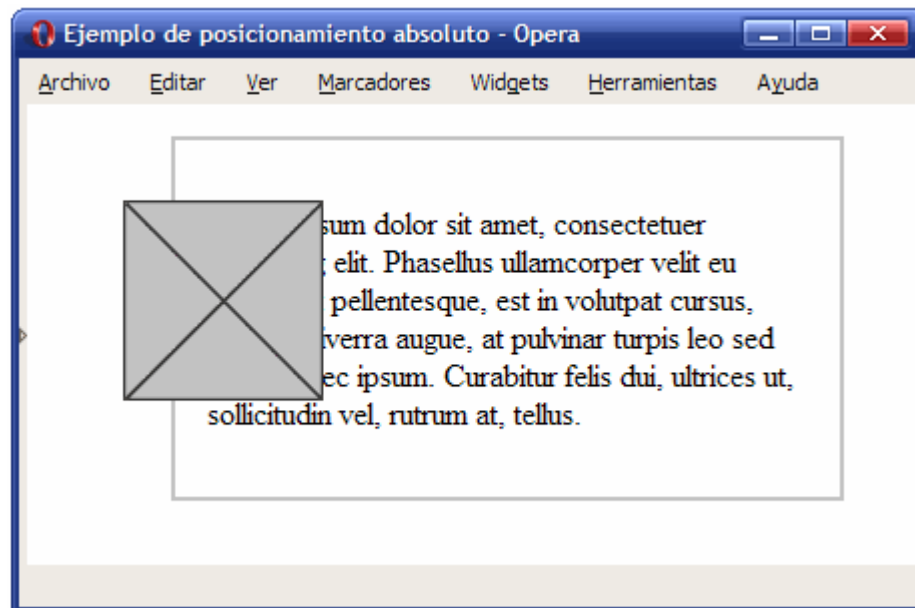 Ejemplo de posicionamiento absoluto - Opera
Archivo Editar Ver Marcadores Widgets Herramientas Ayuda
sum dolor sit amet, consectetuer
elit. Phasellus ullamcorper velit eu
pellentesque, est in volutpat cursus,
verra augue, at pulvinar turpis leo sed
ec ipsum. Curabitur felis dui, ultrices ut,
sollicitudin vel, rutrum at, tellus.